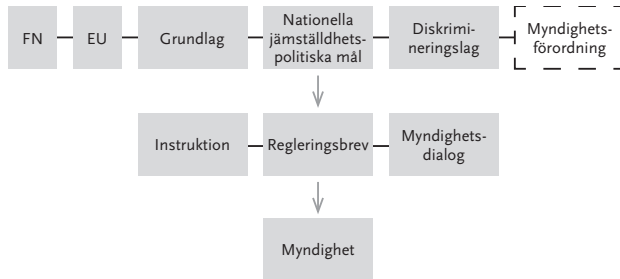 FN
EU
Grundlag
Nationella
jämställdhets-
politiska mål
Diskrimi-
neringslag
Myndighets-
förordning
Instruktion
Regleringsbrev
Myndighets-
dialog
Myndighet